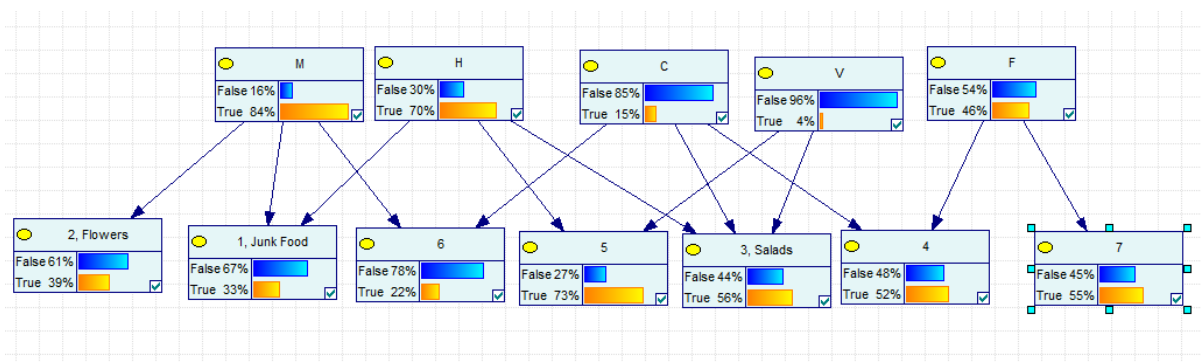 M
False 16%
True 84%
H
False 30%
True 70%
C
False 85%
True 15%
V
False 96%
True 4%
F
False 54%
True 46%
2, Flowers
False 61%
True 39%
1, Junk Food
False 67%
True 33%
6
False 78%
True 22%
5
False 27%
True 73%
3, Salads
False 44%
True 56%
4
False 48%
True 52%
7
False 45%
True 55%